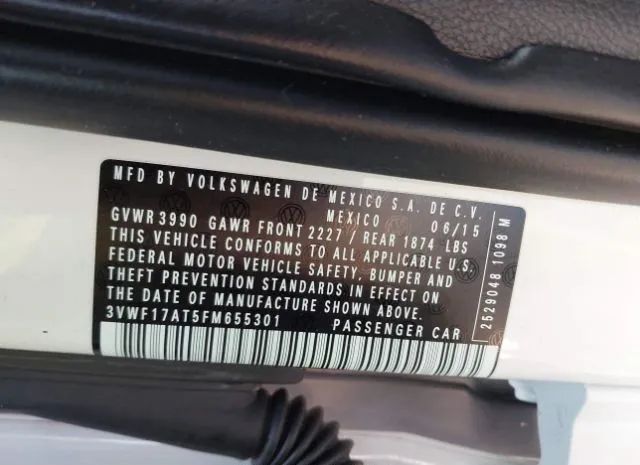 MFD BY VOLKSWAGEN DE MEXICO S.A. DE C.V.
MEXICO 06/15
GVWR 3990 GAWR FRONT 2227/ REAR 1874 LBS
THIS VEHICLE CONFORMS TO ALL APPLICABLE U.S.
FEDERAL MOTOR VEHICLE SAFETY, BUMPER AND
THEFT PREVENTION STANDARDS IN EFFECT ON
THE DATE OF MANUFACTURE SHOWN ABOVE.
3VWF17AT5FM655301 PASSENGER CAR
2529048 1098 M